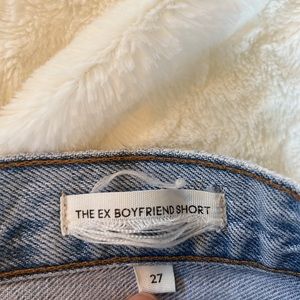 THE EX BOYFRIEND SHORT
27